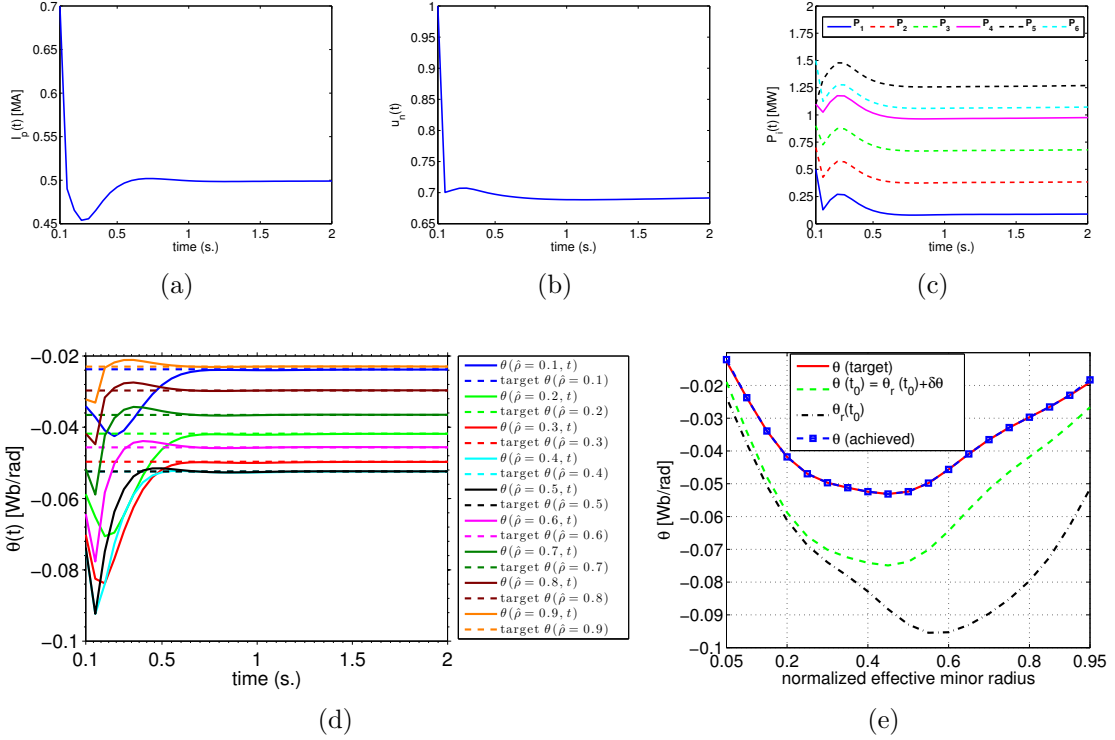 0.7
0.65
0.6
0.55
0.5
0.45
I_p(t) [MA]
0.1 0.5 1 1.5 2
time (s.)
(a)
1
0.95
0.9
0.85
0.8
0.75
0.7
0.65
u_n(t)
0.1 0.5 1 1.5 2
time (s.)
(b)
P_1 P_2 P_3 P_4 P_5 P_6
2
1.75
1.5
1.25
1
0.75
0.5
0.25
0
P_i(t) [MW]
0.1 0.5 1 1.5 2
time (s.)
(c)
−0.02
−0.04
−0.06
−0.08
−0.1
θ(t) [Wb/rad]
0.1 0.5 1 1.5 2
time (s.)
θ(ρ̂ = 0.1, t)
target θ(ρ̂ = 0.1)
θ(ρ̂ = 0.2, t)
target θ(ρ̂ = 0.2)
θ(ρ̂ = 0.3, t)
target θ(ρ̂ = 0.3)
θ(ρ̂ = 0.4, t)
target θ(ρ̂ = 0.4)
θ(ρ̂ = 0.5, t)
target θ(ρ̂ = 0.5)
θ(ρ̂ = 0.6, t)
target θ(ρ̂ = 0.6)
θ(ρ̂ = 0.7, t)
target θ(ρ̂ = 0.7)
θ(ρ̂ = 0.8, t)
target θ(ρ̂ = 0.8)
θ(ρ̂ = 0.9, t)
target θ(ρ̂ = 0.9)
(d)
θ (target)
θ (t_0) = θ_r (t_0)+δθ
θ_r(t_0)
θ (achieved)
−0.02
−0.03
−0.04
−0.05
−0.06
−0.07
−0.08
−0.09
−0.1
θ [Wb/rad]
0.05 0.2 0.4 0.6 0.8 0.95
normalized effective minor radius
(e)